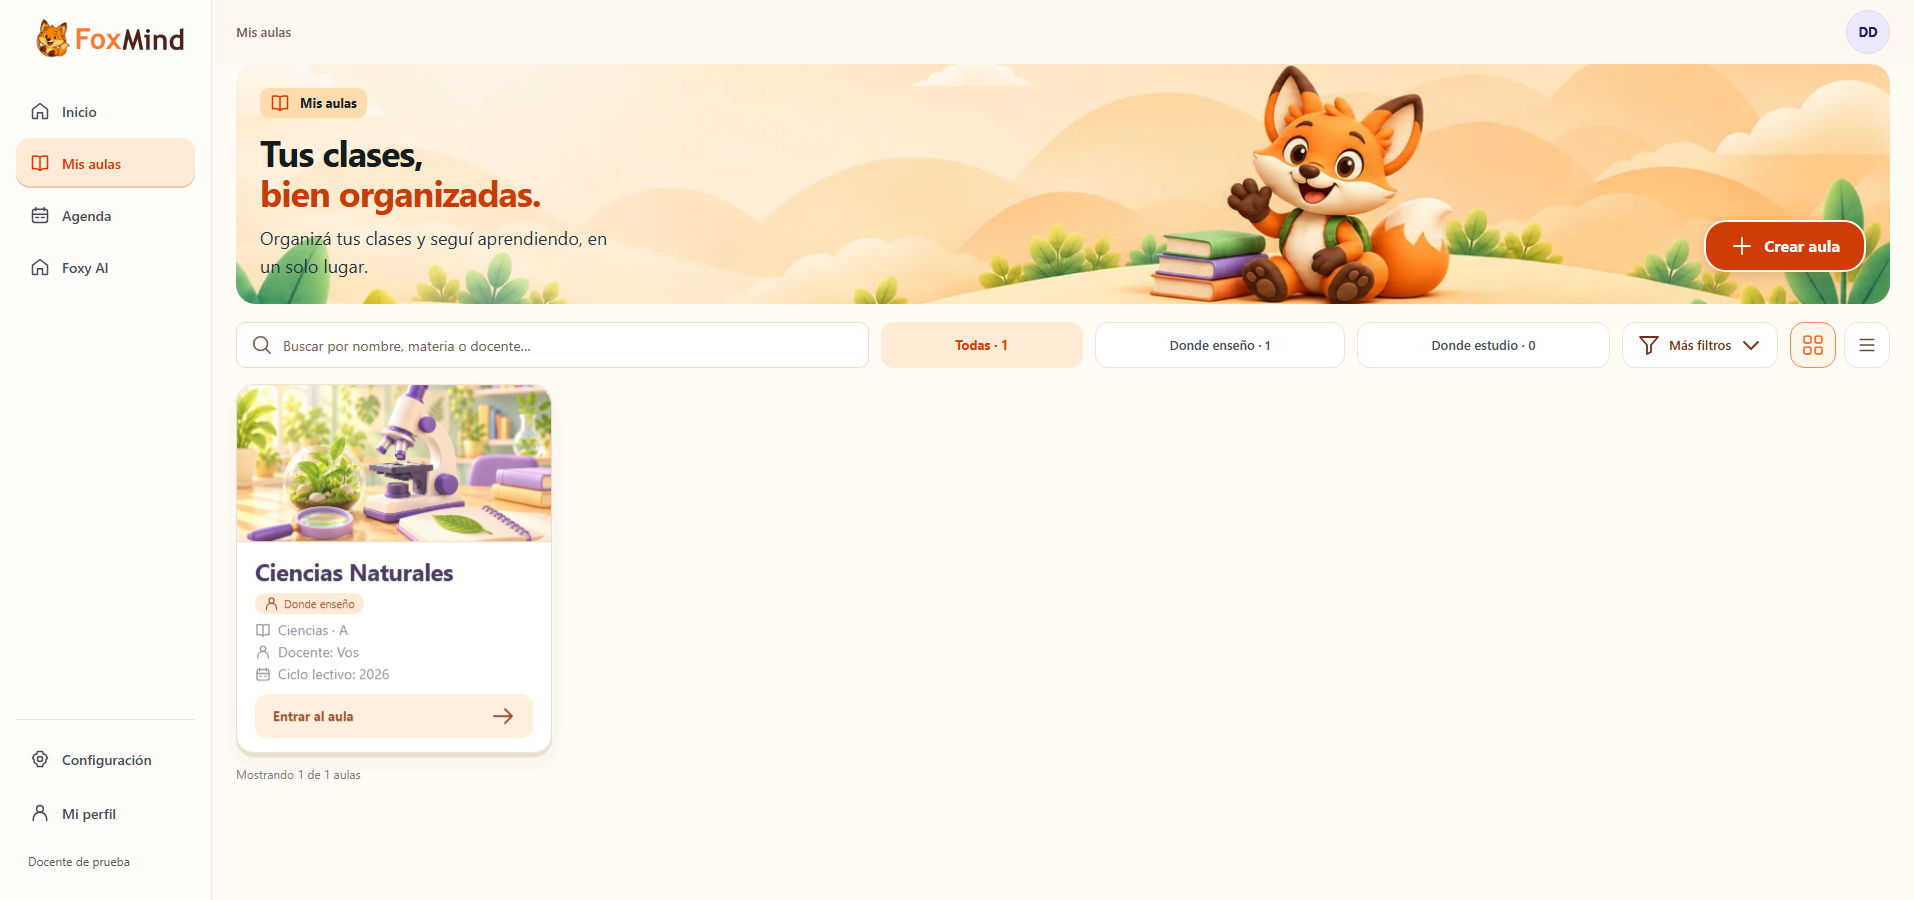 FoxMind
Inicio
Mis aulas
Agenda
Foxy AI
Configuración
Mi perfil
Docente de prueba
Mis aulas
DD
Mis aulas
Tus clases,
bien organizadas.
Organizá tus clases y seguí aprendiendo, en
un solo lugar.
Crear aula
Buscar por nombre, materia o docente...
Todas · 1
Donde enseño · 1
Donde estudio · 0
Más filtros
Ciencias Naturales
Donde enseño
Ciencias · A
Docente: Vos
Ciclo lectivo: 2026
Entrar al aula
Mostrando 1 de 1 aulas